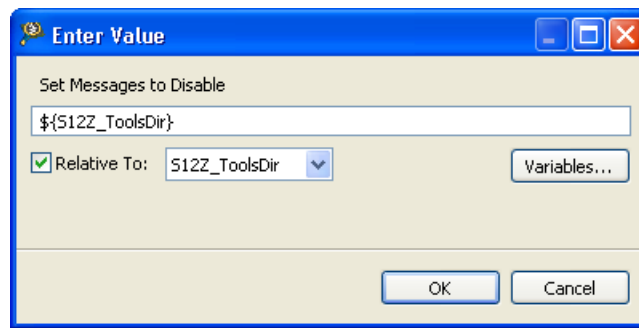 Enter Value
Set Messages to Disable
${S12Z_ToolsDir}
Relative To: S12Z_ToolsDir Variables...
OK Cancel